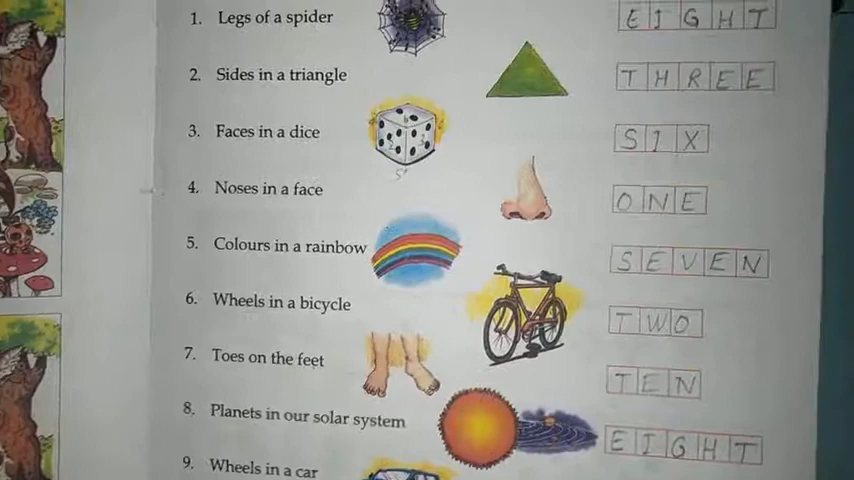 1. Legs of a spider EIGHT
2. Sides in a triangle THREE
3. Faces in a dice SIX
4. Noses in a face ONE
5. Colours in a rainbow SEVEN
6. Wheels in a bicycle TWO
7. Toes on the feet TEN
8. Planets in our solar system EIGHT
9. Wheels in a car